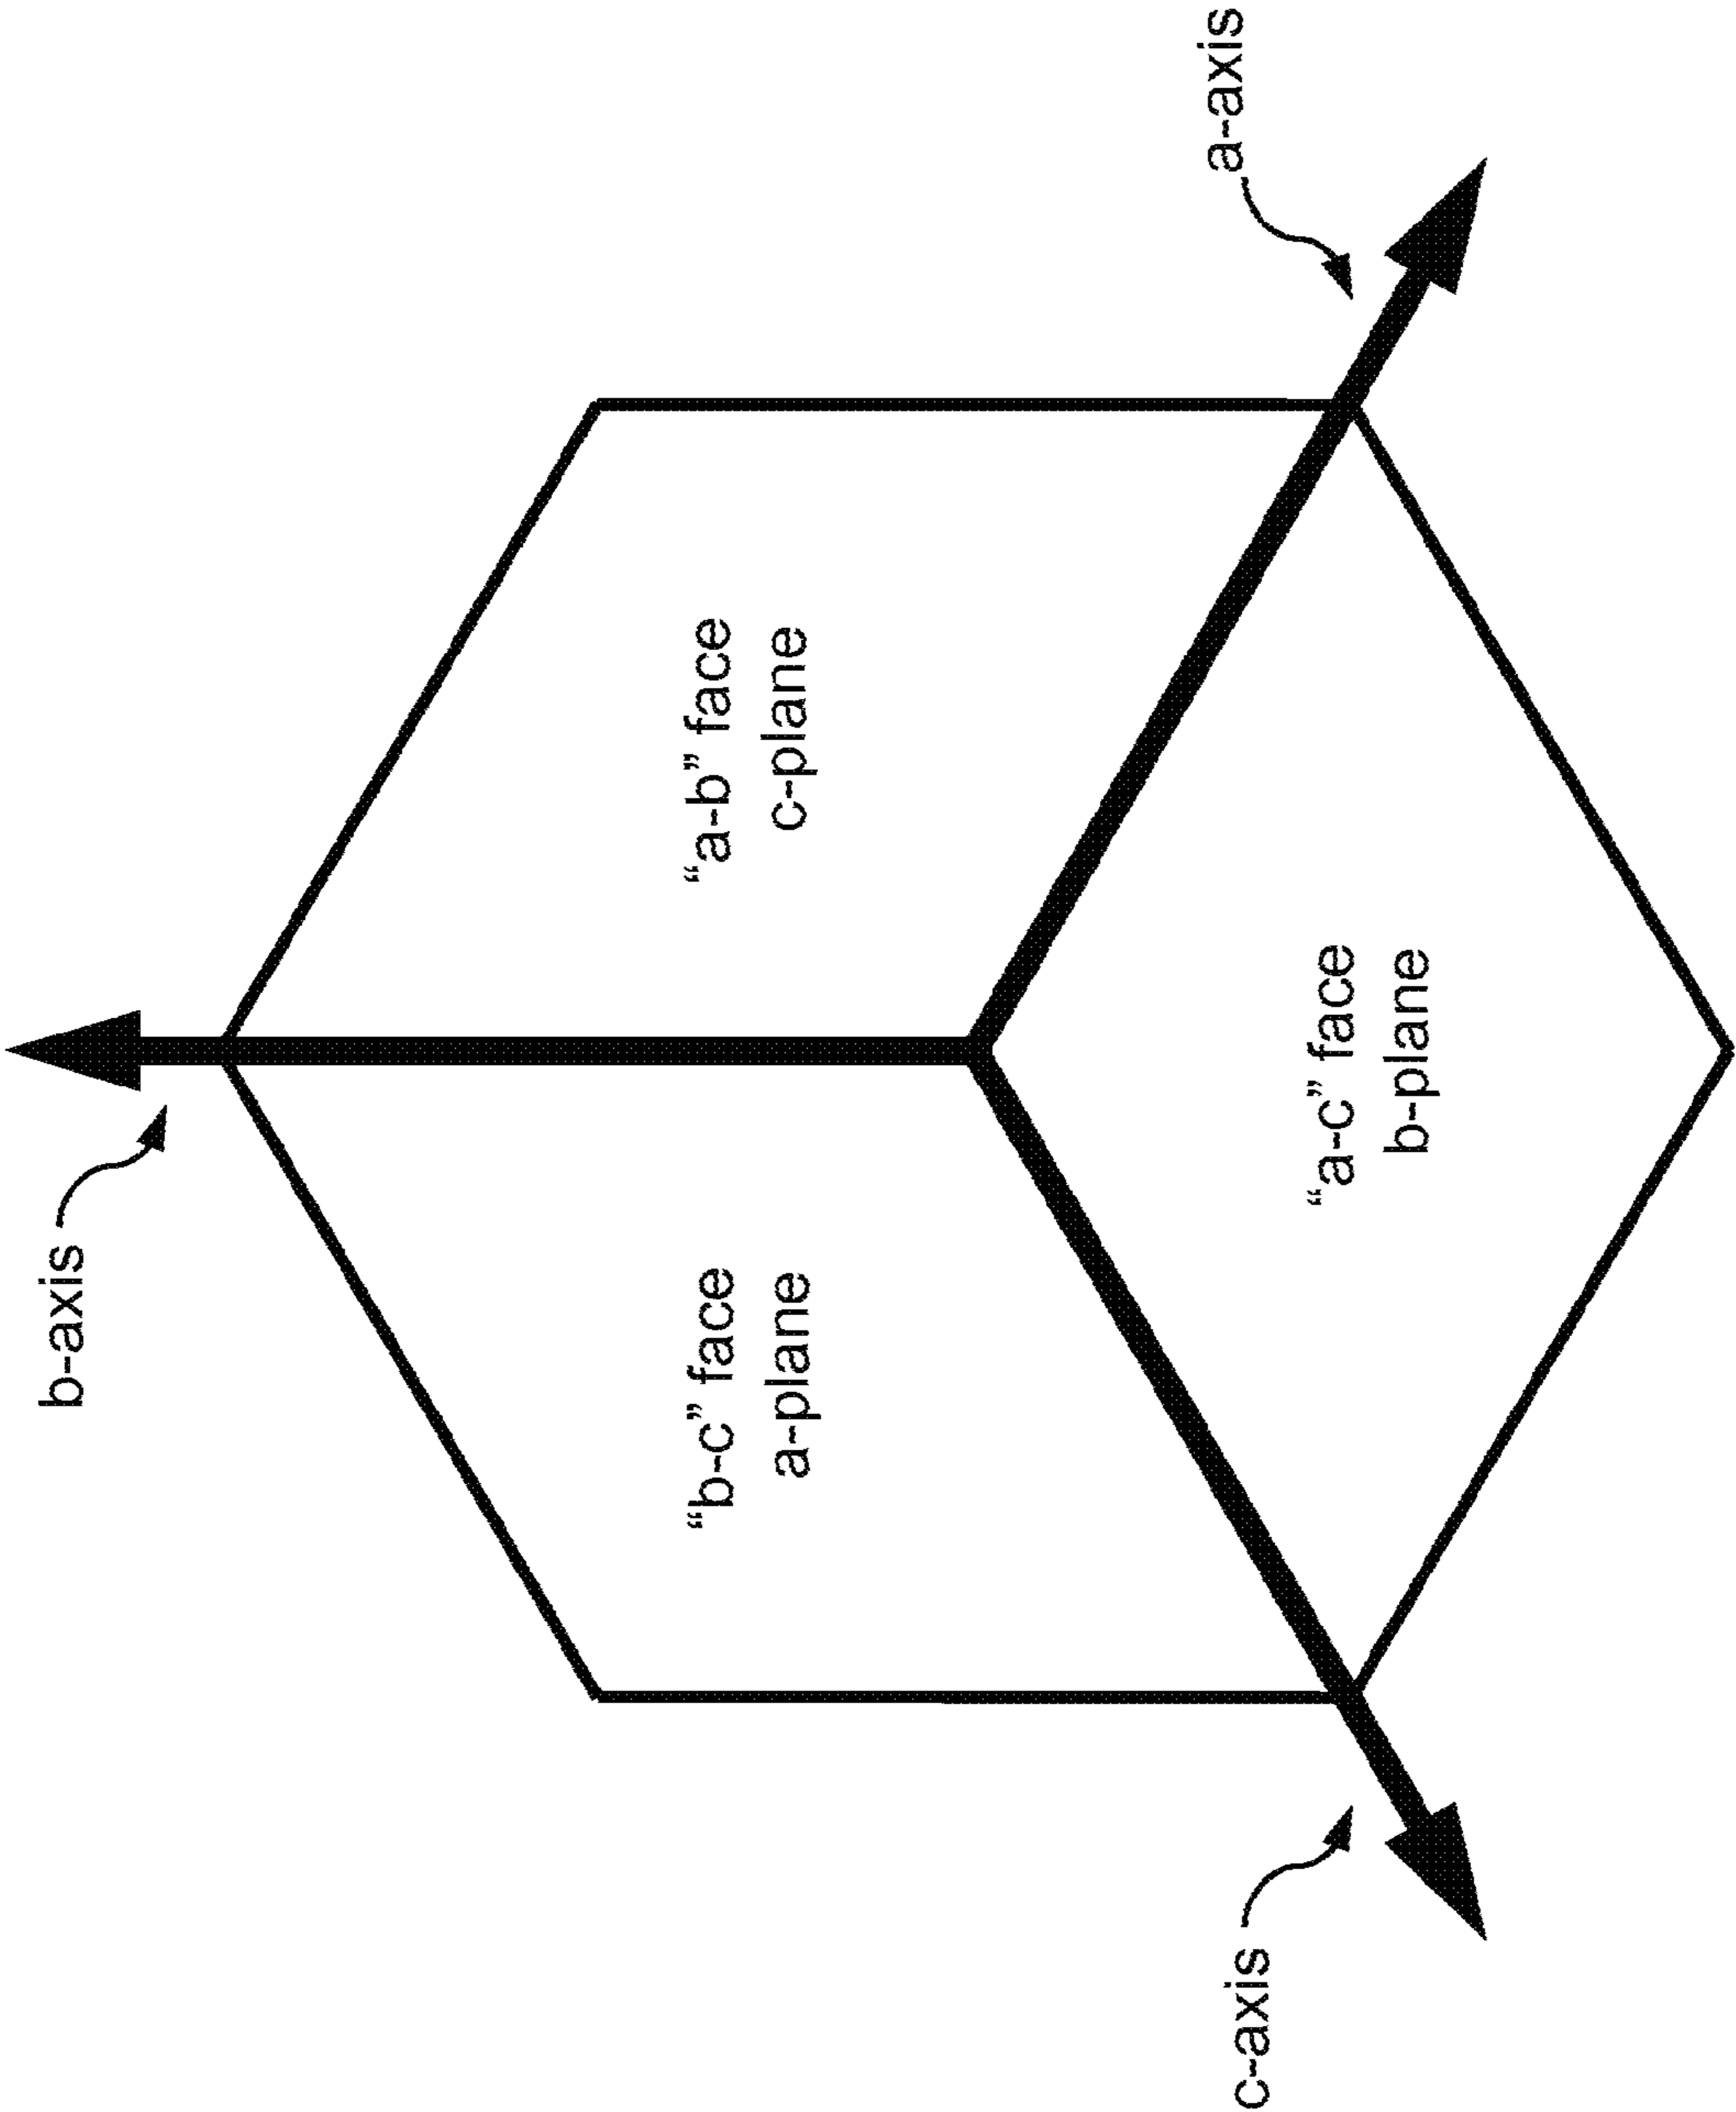 b-axis
"b-c" face
a-plane
"a-b" face
c-plane
c-axis
"a-c" face
b-plane
a-axis